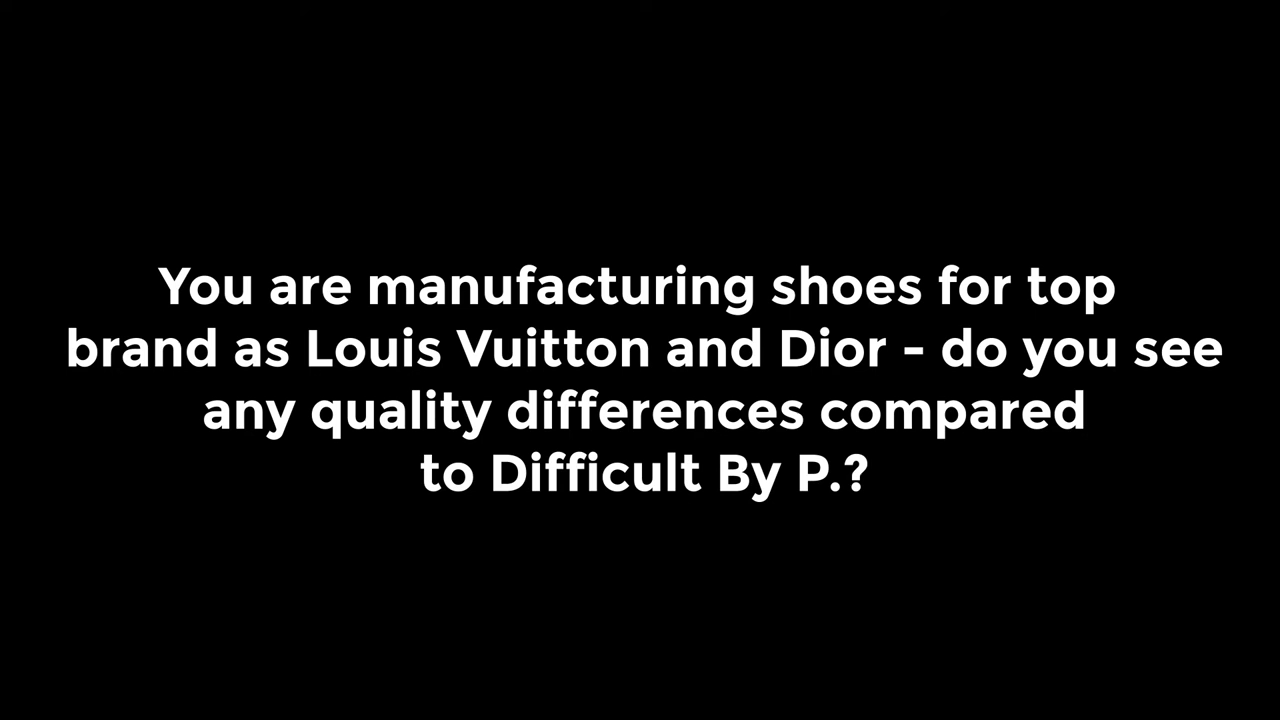 You are manufacturing shoes for top
brand as Louis Vuitton and Dior - do you see
any quality differences compared
to Difficult By P.?